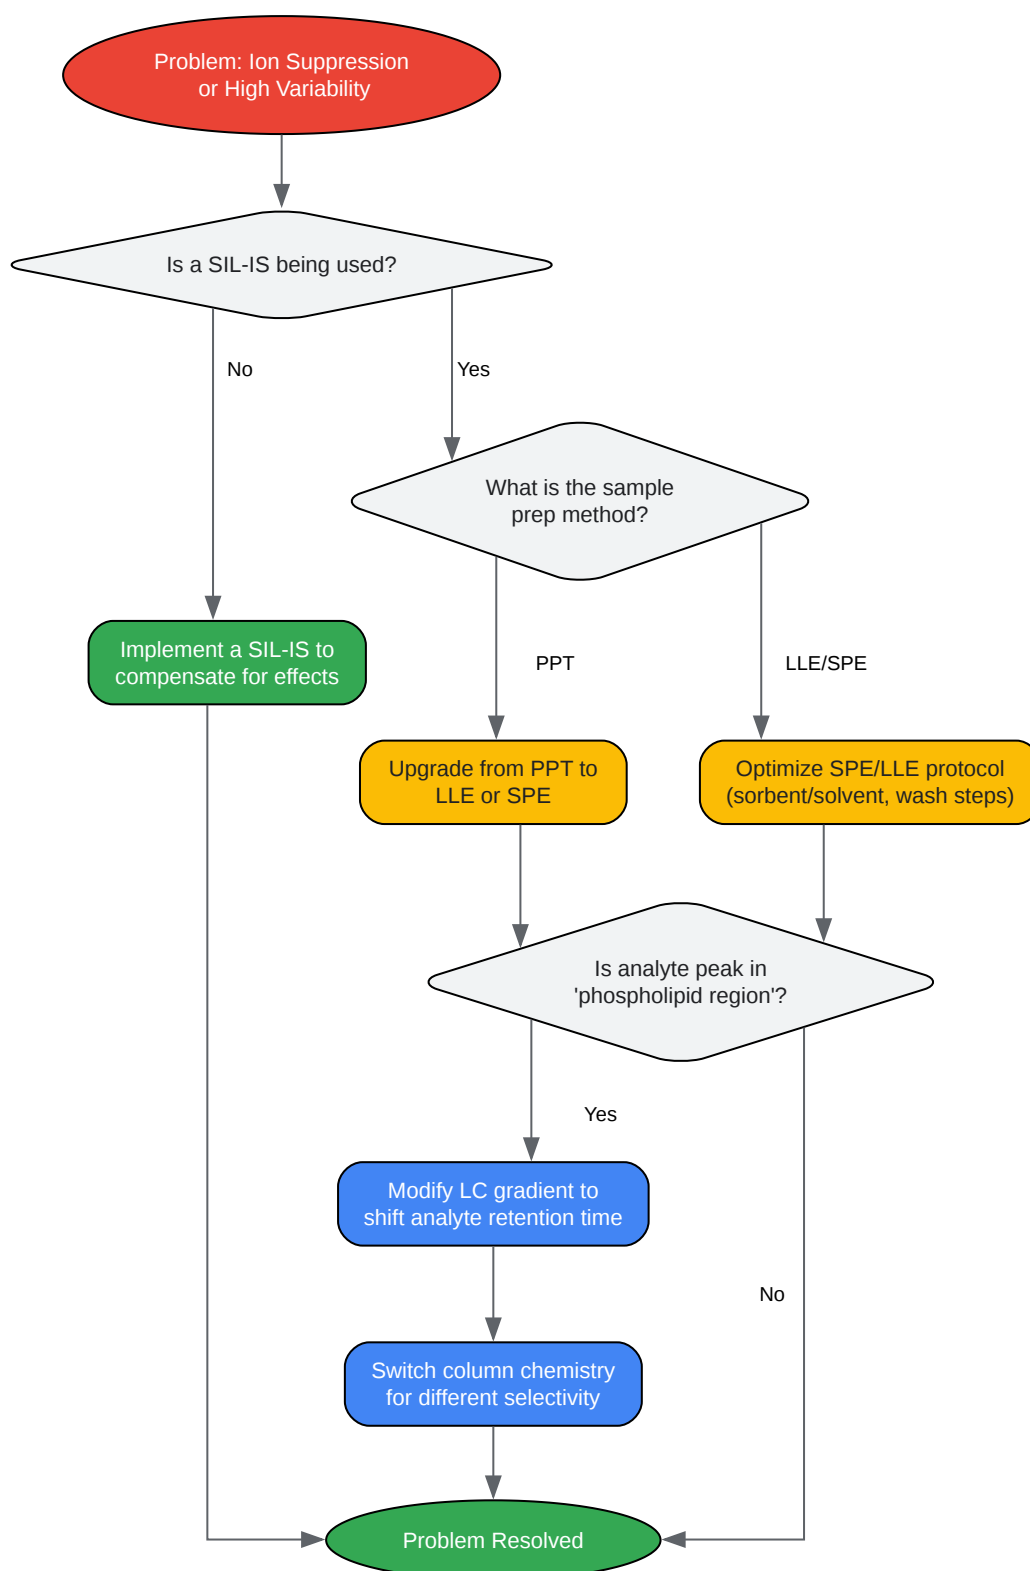 Problem: Ion Suppression
or High Variability
Is a SIL-IS being used?
No
Yes
What is the sample
prep method?
Implement a SIL-IS to
compensate for effects
PPT
LLE/SPE
Upgrade from PPT to
LLE or SPE
Optimize SPE/LLE protocol
(sorbent/solvent, wash steps)
Is analyte peak in
'phospholipid region'?
Yes
Modify LC gradient to
shift analyte retention time
No
Switch column chemistry
for different selectivity
Problem Resolved